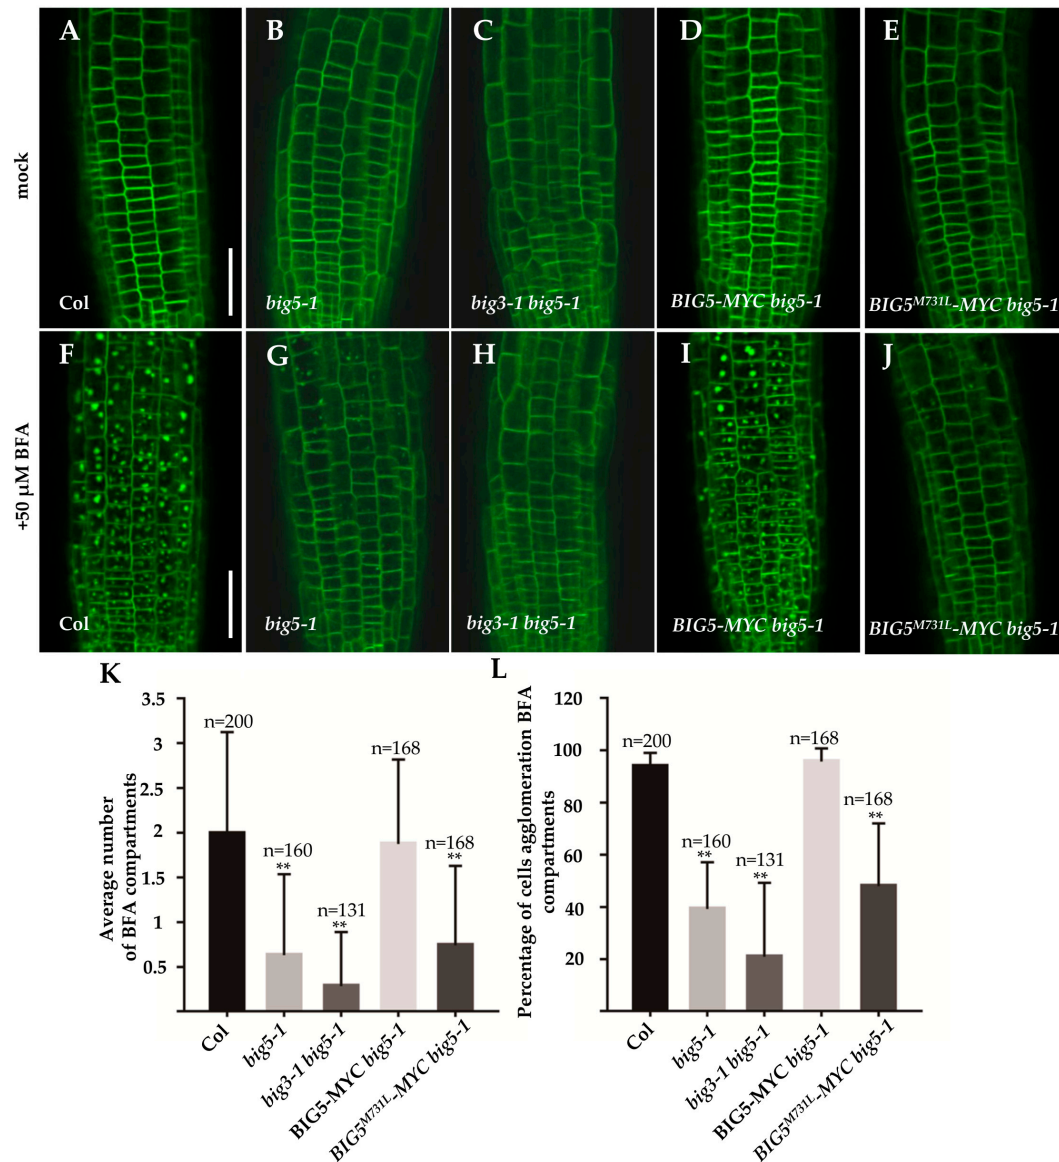 A
B
C
D
E
mock
Col
big5-1
big3-1 big5-1
BIG5-MYC big5-1
BIG5M731L-MYC big5-1
F
G
H
I
J
+50 µM BFA
Col
big5-1
big3-1 big5-1
BIG5-MYC big5-1
BIG5M731L-MYC big5-1
K
Average number
of BFA compartments
3.5
3
2.5
2
1.5
1
0.5
n=200
n=160
**
n=131
**
n=168
n=168
**
Col
big5-1
big3-1 big5-1
BIG5-MYC big5-1
BIG5M731L-MYC big5-1
L
Percentage of cells agglomeration BFA
compartments
120
100
80
60
40
20
n=200
n=160
**
n=131
**
n=168
n=168
**
Col
big5-1
big3-1 big5-1
BIG5-MYC big5-1
BIG5M731L-MYC big5-1